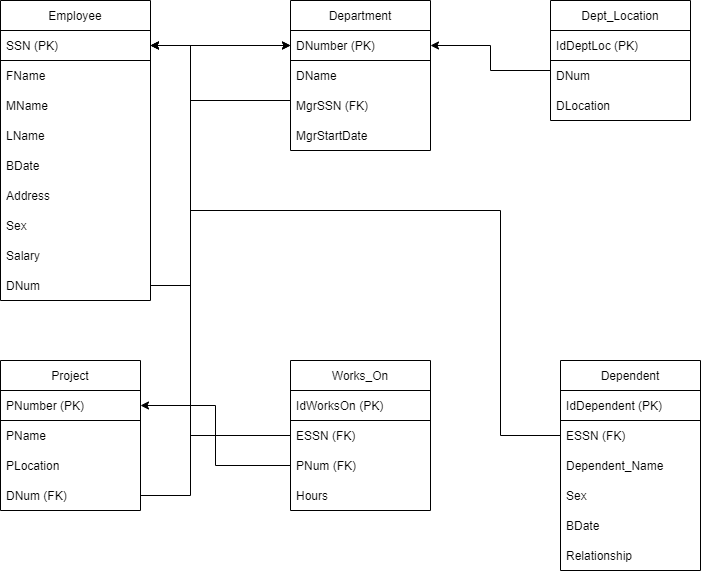 Employee
SSN (PK)
FName
MName
LName
BDate
Address
Sex
Salary
DNum
Department
DNumber (PK)
DName
MgrSSN (FK)
MgrStartDate
Dept_Location
IdDeptLoc (PK)
DNum
DLocation
Project
PNumber (PK)
PName
PLocation
DNum (FK)
Works_On
IdWorksOn (PK)
ESSN (FK)
PNum (FK)
Hours
Dependent
IdDependent (PK)
ESSN (FK)
Dependent_Name
Sex
BDate
Relationship